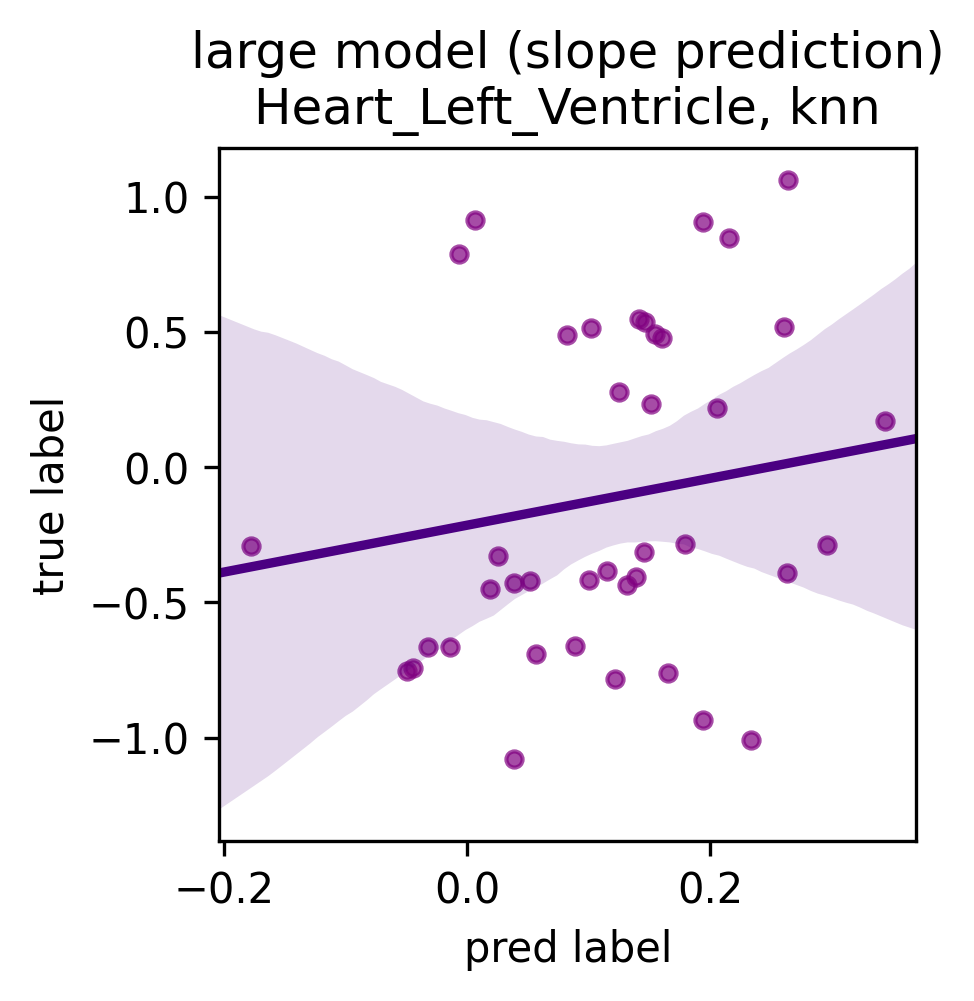 large model (slope prediction)
Heart_Left_Ventricle, knn
1.0
0.5
0.0
−0.5
−1.0
true label
−0.2
0.0
0.2
pred label